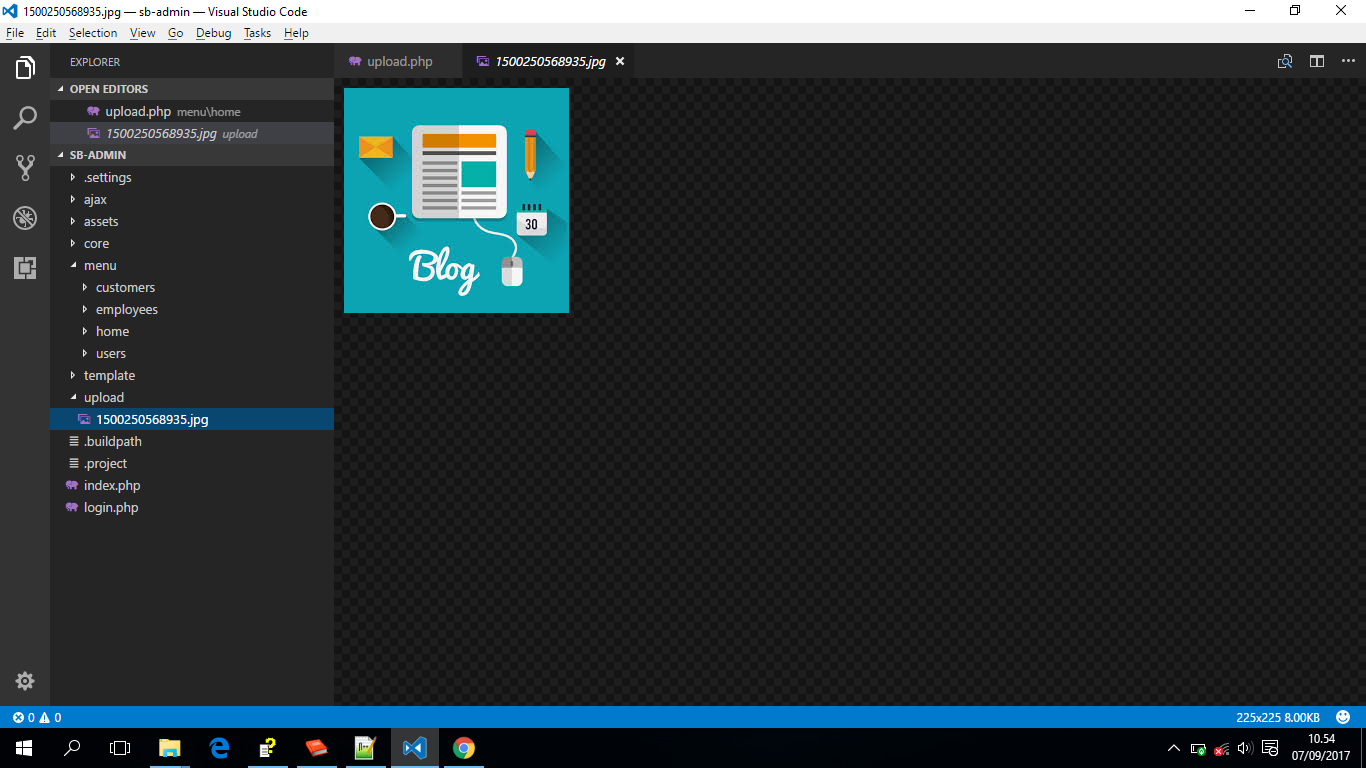 1500250568935.jpg — sb-admin — Visual Studio Code
File Edit Selection View Go Debug Tasks Help
EXPLORER
upload.php
1500250568935.jpg
OPEN EDITORS
upload.php menu\home
1500250568935.jpg upload
SB-ADMIN
.settings
ajax
assets
core
menu
customers
employees
home
users
template
upload
1500250568935.jpg
.buildpath
.project
index.php
login.php
30
Blog
0 0
225x225 8.00KB
10.54
07/09/2017